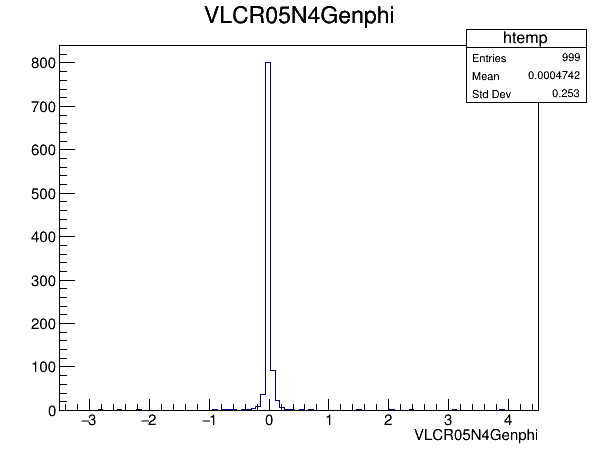 VLCR05N4Genphi
htemp
Entries 999
Mean 0.0004742
Std Dev 0.253
800
700
600
500
400
300
200
100
0
−3 −2 −1 0 1 2 3 4
VLCR05N4Genphi